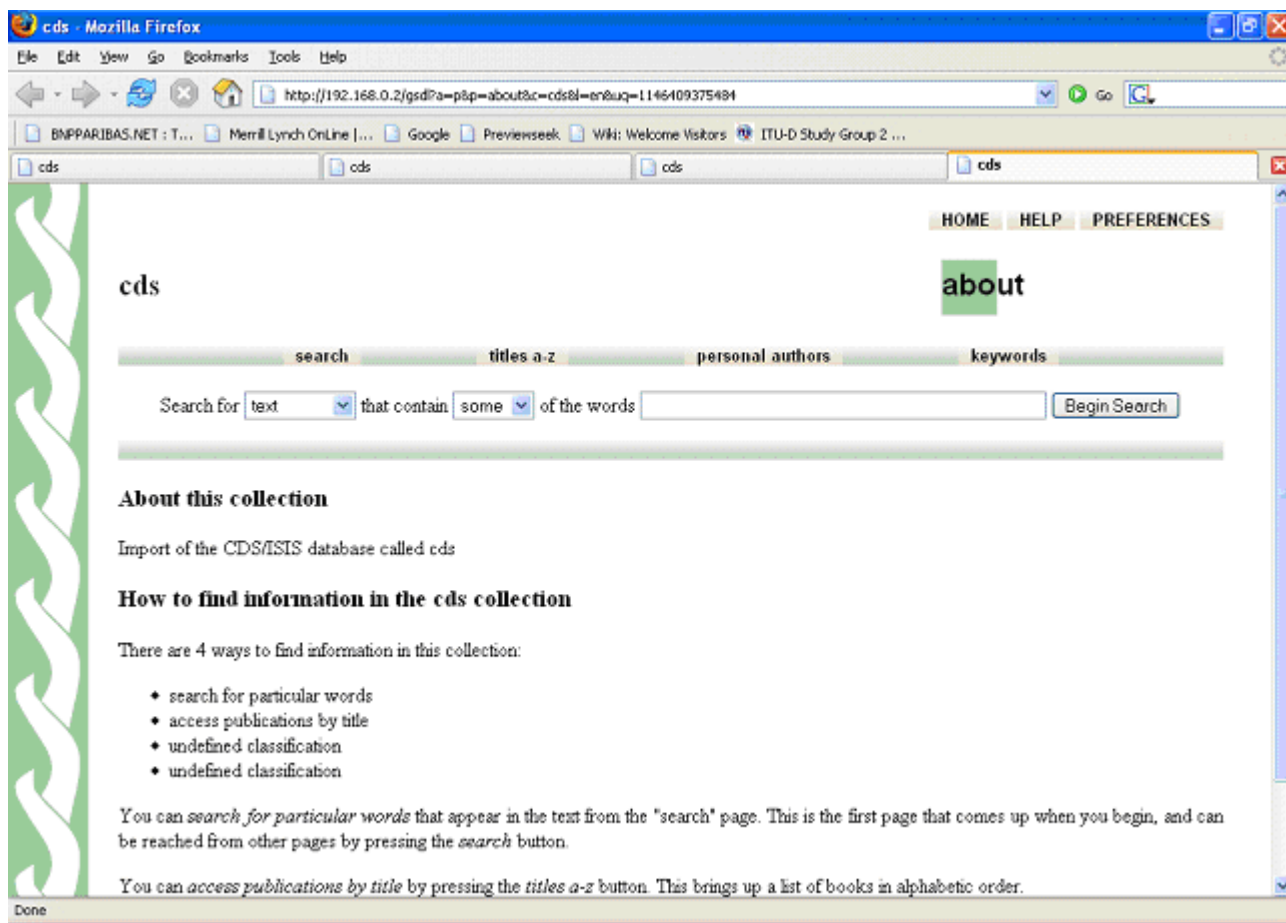 cds - Mozilla Firefox
File Edit View Go Bookmarks Tools Help
http://192.168.0.2/gsdl?a=p&p=about&c=cds&l=en&uq=1146409375484 Go
BNPPARIBAS.NET : T... Merrill Lynch OnLine |... Google Previewseek Wiki: Welcome Visitors ITU-D Study Group 2 ...
cds cds cds cds
HOME HELP PREFERENCES
cds about
search titles a-z personal authors keywords
Search for text that contain some of the words Begin Search
About this collection
Import of the CDS/ISIS database called cds
How to find information in the cds collection
There are 4 ways to find information in this collection:
search for particular words
access publications by title
undefined classification
undefined classification
You can search for particular words that appear in the text from the "search" page. This is the first page that comes up when you begin, and can
be reached from other pages by pressing the search button.
You can access publications by title by pressing the titles a-z button. This brings up a list of books in alphabetic order.
Done